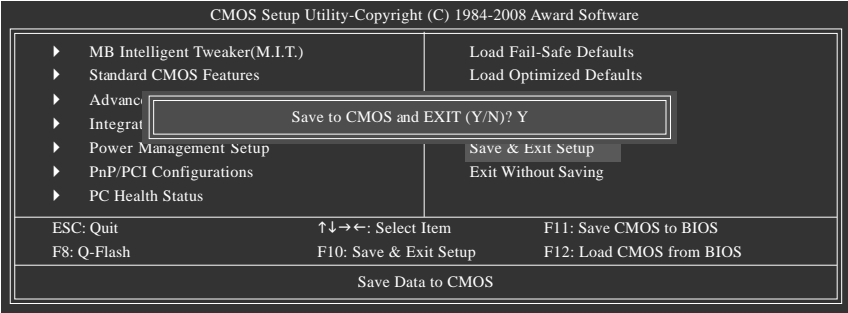 CMOS Setup Utility-Copyright (C) 1984-2008 Award Software
MB Intelligent Tweaker(M.I.T.)
Standard CMOS Features
Power Management Setup
PnP/PCI Configurations
PC Health Status
Load Fail-Safe Defaults
Load Optimized Defaults
Save & Exit Setup
Exit Without Saving
Save to CMOS and EXIT (Y/N)? Y
ESC: Quit ↑↓→←: Select Item F11: Save CMOS to BIOS
F8: Q-Flash F10: Save & Exit Setup F12: Load CMOS from BIOS
Save Data to CMOS